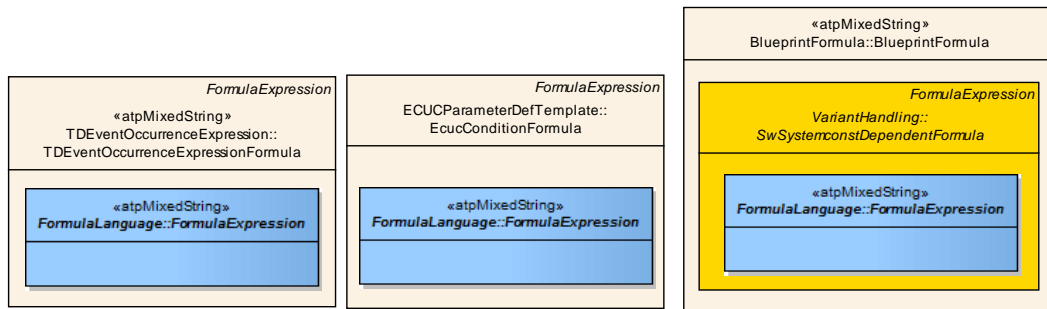 FormulaExpression
«atpMixedString»
TDEventOccurrenceExpression::
TDEventOccurrenceExpressionFormula
«atpMixedString»
FormulaLanguage::FormulaExpression
FormulaExpression
ECUCParameterDefTemplate::
EcucConditionFormula
«atpMixedString»
FormulaLanguage::FormulaExpression
«atpMixedString»
BlueprintFormula::BlueprintFormula
FormulaExpression
VariantHandling::
SwSystemconstDependentFormula
«atpMixedString»
FormulaLanguage::FormulaExpression